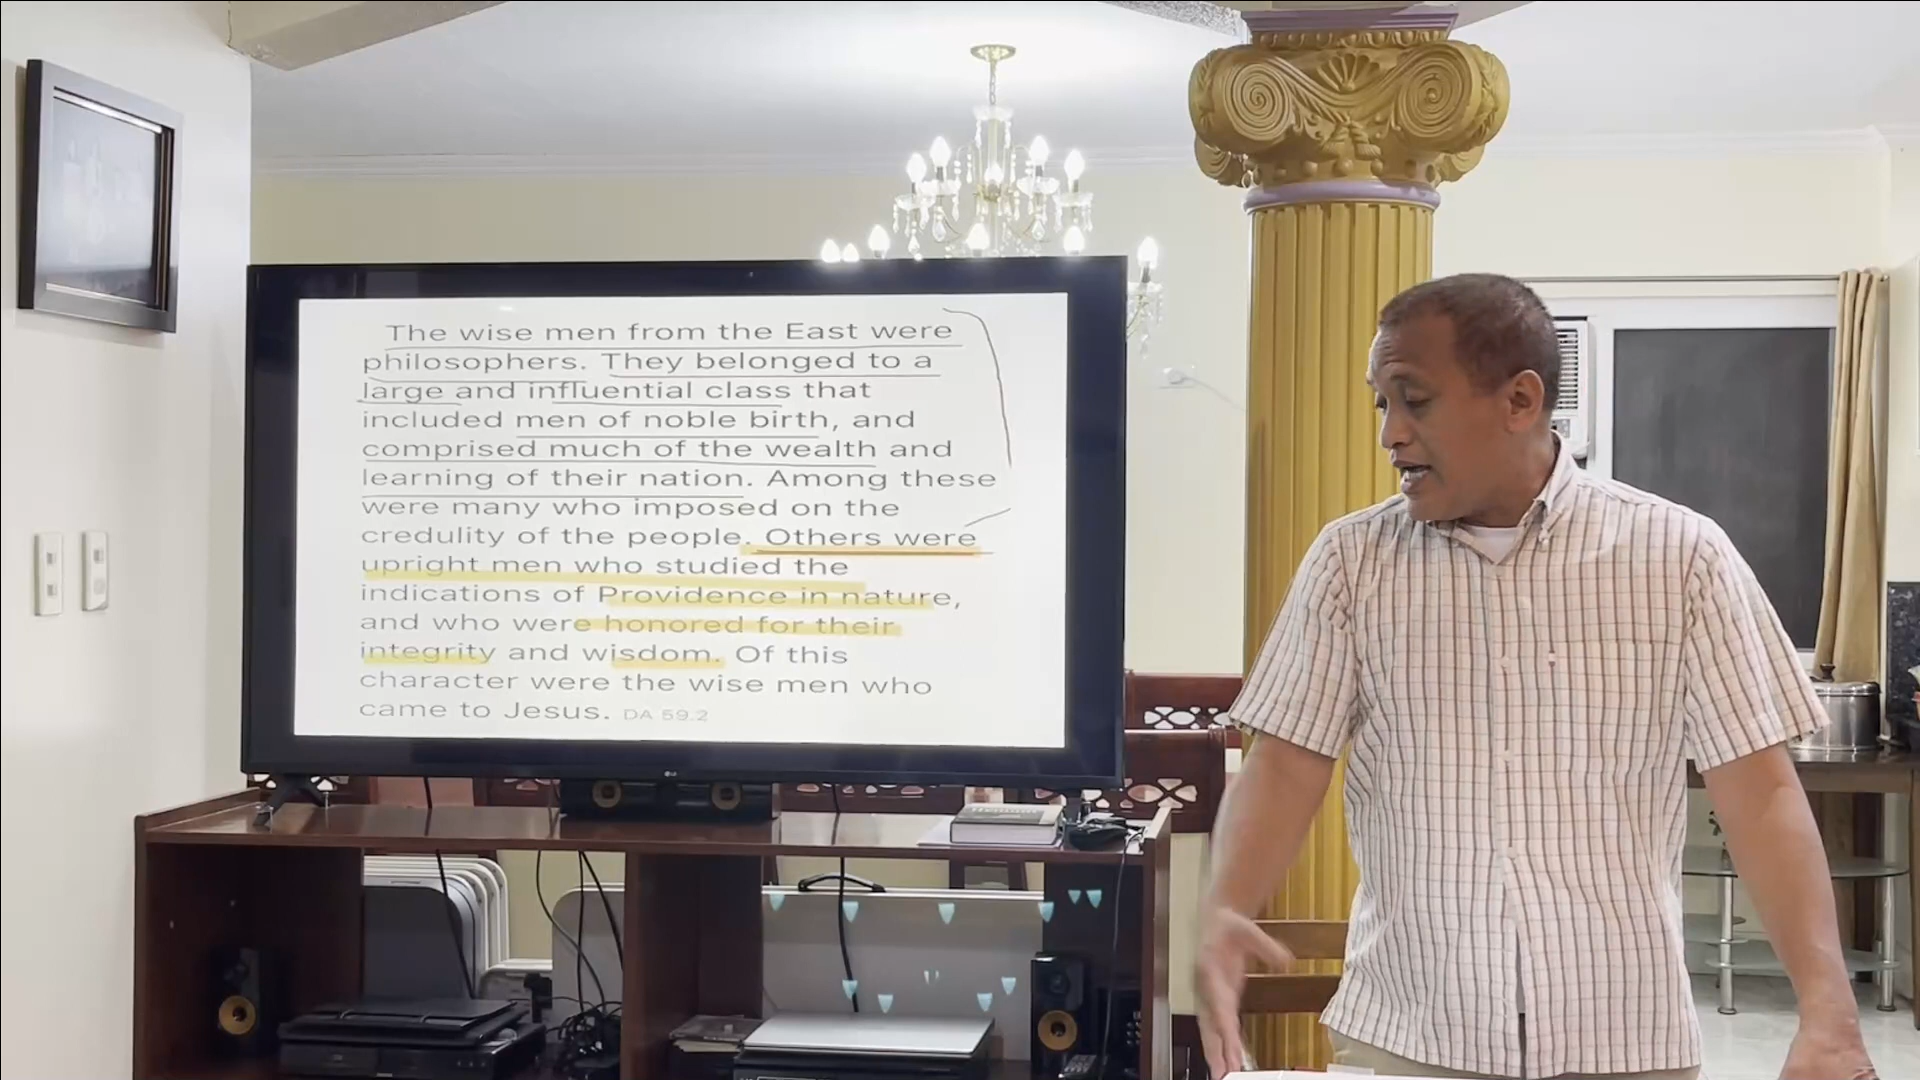 The wise men from the East were
philosophers. They belonged to a
large and influential class that
included men of noble birth, and
comprised much of the wealth and
learning of their nation. Among these
were many who imposed on the
credulity of the people. Others were
upright men who studied the
indications of Providence in nature,
and who were honored for their
integrity and wisdom. Of this
character were the wise men who
came to Jesus. DA 59.2
LG